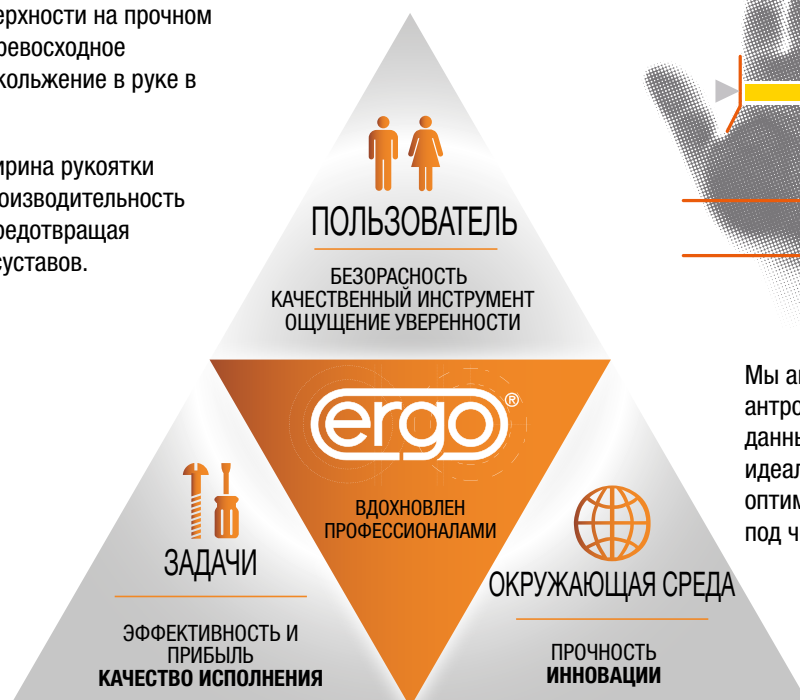 ерхности на прочном
ревосходное
кольжение в руке в
ирина рукоятки
оизводительность
редотвращая
суставов.
ПОЛЬЗОВАТЕЛЬ
БЕЗОРАСНОСТЬ
КАЧЕСТВЕННЫЙ ИНСТРУМЕНТ
ОЩУЩЕНИЕ УВЕРЕННОСТИ
ergo®
ВДОХНОВЛЕН
ПРОФЕССИОНАЛАМИ
ЗАДАЧИ
ЭФФЕКТИВНОСТЬ И
ПРИБЫЛЬ
КАЧЕСТВО ИСПОЛНЕНИЯ
ОКРУЖАЮЩАЯ СРЕДА
ПРОЧНОСТЬ
ИННОВАЦИИ
Мы а
антро
данны
идеал
оптим
под ч